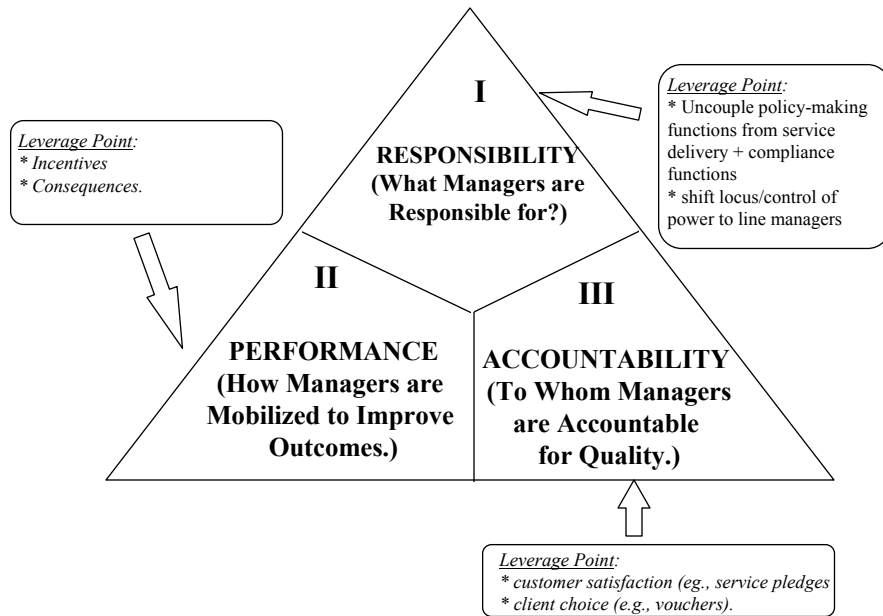 I
RESPONSIBILITY
(What Managers are
Responsible for?)
Leverage Point:
* Uncouple policy-making
functions from service
delivery + compliance
functions
* shift locus/control of
power to line managers
Leverage Point:
* Incentives
* Consequences.
II
PERFORMANCE
(How Managers are
Mobilized to Improve
Outcomes.)
III
ACCOUNTABILITY
(To Whom Managers
are Accountable
for Quality.)
Leverage Point:
* customer satisfaction (eg., service pledges
* client choice (e.g., vouchers).